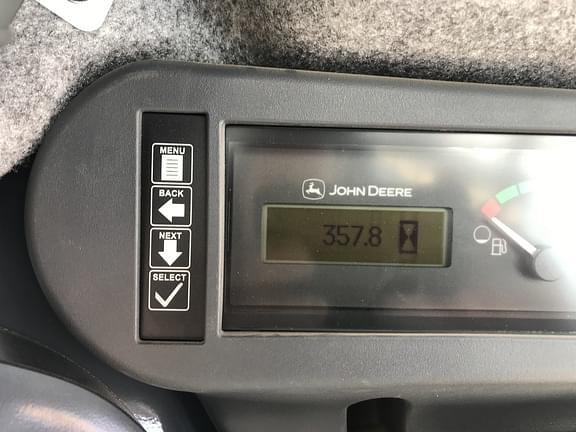 MENU
BACK
NEXT
SELECT
JOHN DEERE
357.8